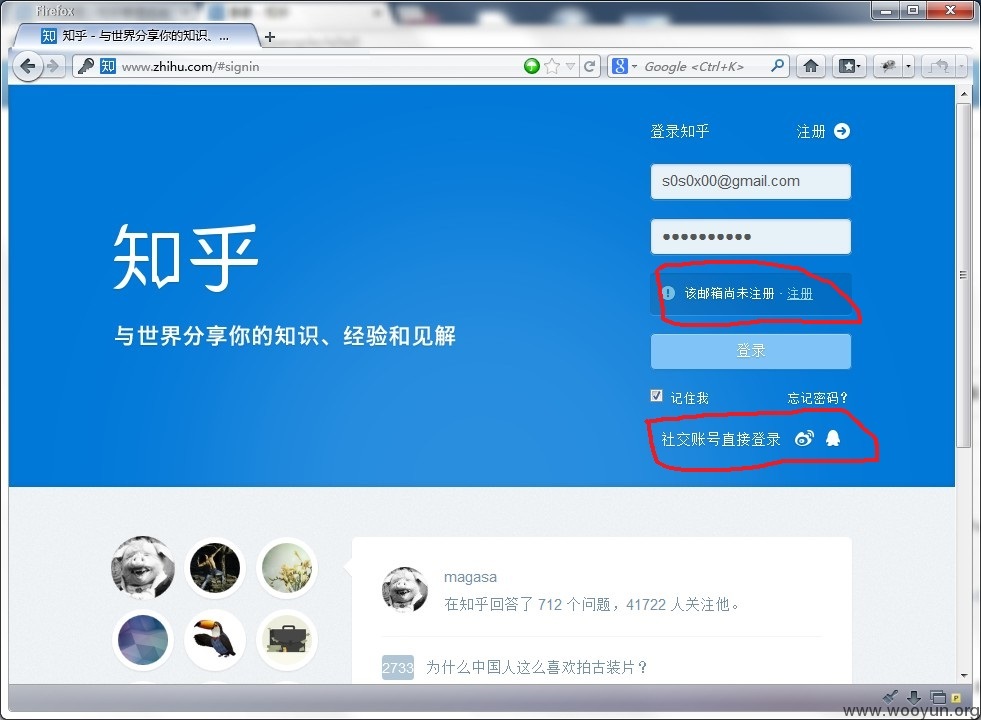 Firefox
知 知乎 - 与世界分享你的知识、...
知 www.zhihu.com/#signin
Google <Ctrl+K>
登录知乎 注册
s0s0x00@gmail.com
●●●●●●●●●●
该邮箱尚未注册 · 注册
登录
记住我 忘记密码？
社交账号直接登录
知乎
与世界分享你的知识、经验和见解
magasa
在知乎回答了 712 个问题，41722 人关注他。
2733 为什么中国人这么喜欢拍古装片？
www.wooyun.org